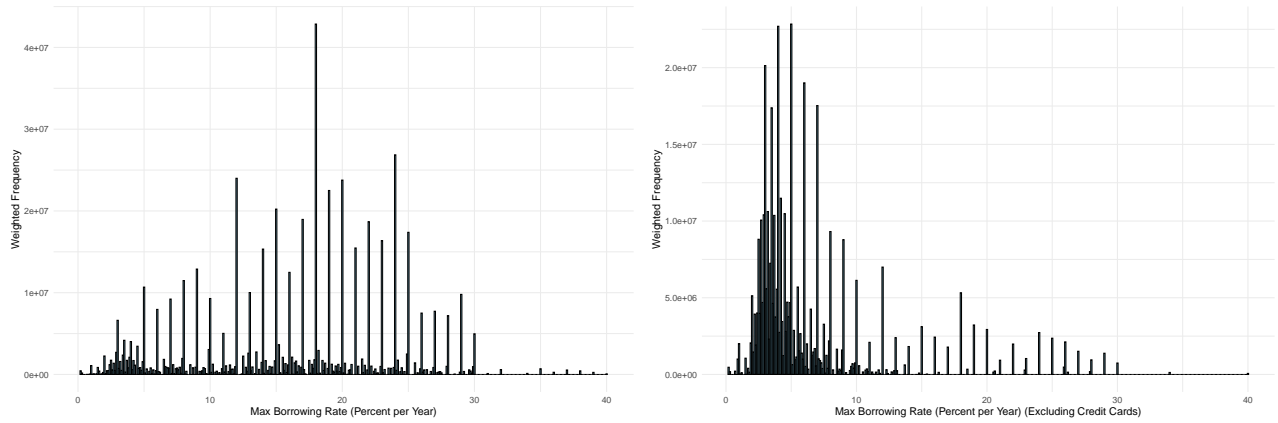 4e+07
3e+07
2e+07
1e+07
0e+00
Weighted Frequency
0 10 20 30 40
Max Borrowing Rate (Percent per Year)
2.0e+07
1.5e+07
1.0e+07
5.0e+06
0.0e+00
Weighted Frequency
0 10 20 30 40
Max Borrowing Rate (Percent per Year) (Excluding Credit Cards)